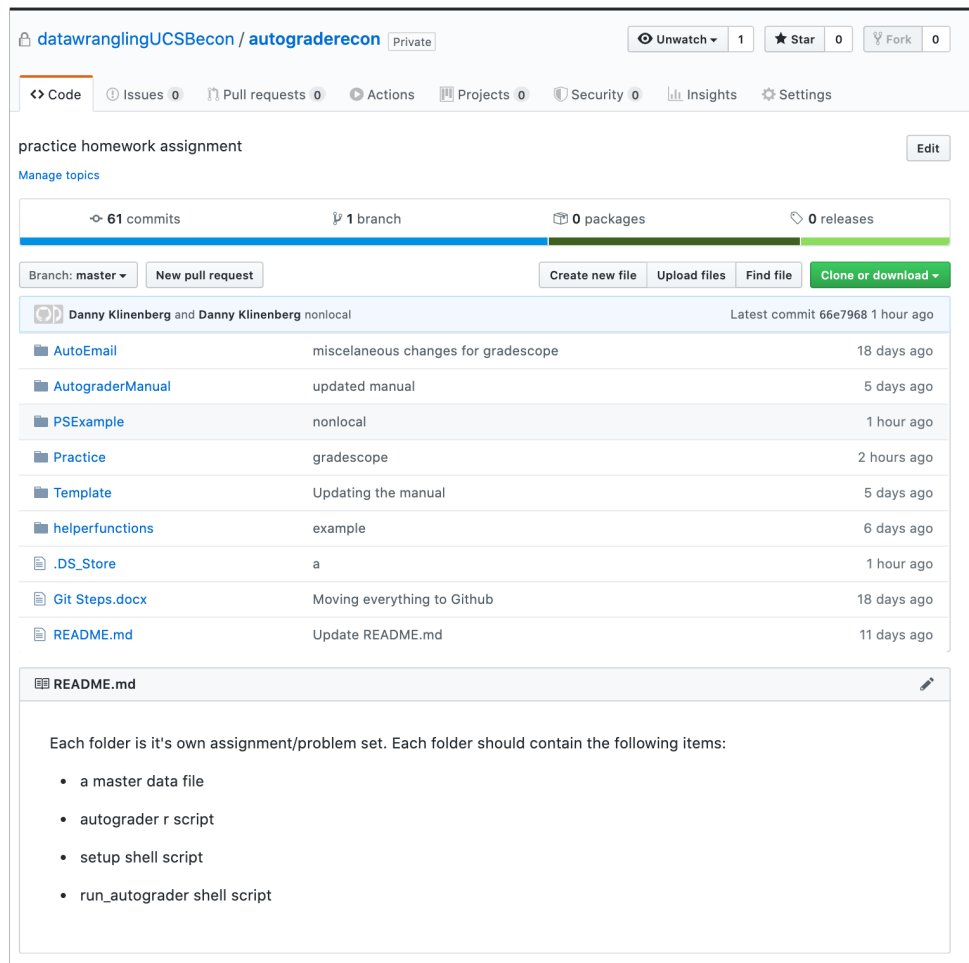 datawranglingUCSBecon / autograderecon Private Unwatch 1 Star 0 Fork 0
Code Issues 0 Pull requests 0 Actions Projects 0 Security 0 Insights Settings
practice homework assignment Edit
Manage topics
61 commits 1 branch 0 packages 0 releases
Branch: master New pull request Create new file Upload files Find file Clone or download
Danny Klinenberg and Danny Klinenberg nonlocal Latest commit 66e7968 1 hour ago
AutoEmail miscelaneous changes for gradescope 18 days ago
AutograderManual updated manual 5 days ago
PSExample nonlocal 1 hour ago
Practice gradescope 2 hours ago
Template Updating the manual 5 days ago
helperfunctions example 6 days ago
.DS_Store a 1 hour ago
Git Steps.docx Moving everything to Github 18 days ago
README.md Update README.md 11 days ago
README.md
Each folder is it's own assignment/problem set. Each folder should contain the following items:
• a master data file
• autograder r script
• setup shell script
• run_autograder shell script